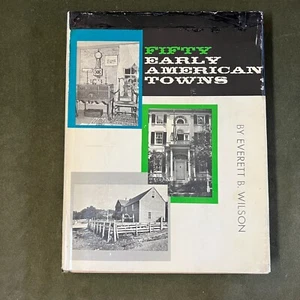 FIFTY
EARLY
AMERICAN
TOWNS
BY EVERETT B. WILSON